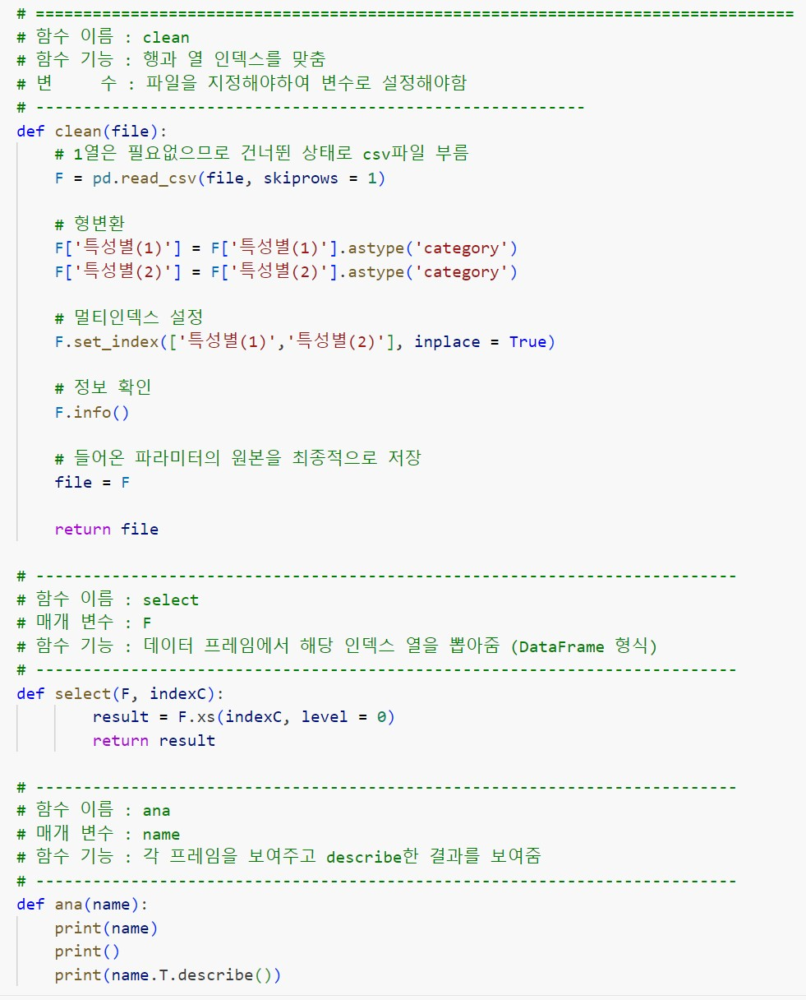 # ================================================================================
# 함수 이름 : clean
# 함수 기능 : 행과 열 인덱스를 맞춤
# 변     수 : 파일을 지정해야하여 변수로 설정해야함
# ----------------------------------------------------------
def clean(file):
    # 1열은 필요없으므로 건너뛴 상태로 csv파일 부름
    F = pd.read_csv(file, skiprows = 1)

    # 형변환
    F['특성별(1)'] = F['특성별(1)'].astype('category')
    F['특성별(2)'] = F['특성별(2)'].astype('category')

    # 멀티인덱스 설정
    F.set_index(['특성별(1)','특성별(2)'], inplace = True)

    # 정보 확인
    F.info()

    # 들어온 파라미터의 원본을 최종적으로 저장
    file = F

    return file

# --------------------------------------------------------------------------
# 함수 이름 : select
# 매개 변수 : F
# 함수 기능 : 데이터 프레임에서 해당 인덱스 열을 뽑아줌 (DataFrame 형식)
# --------------------------------------------------------------------------
def select(F, indexC):
        result = F.xs(indexC, level = 0)
        return result

# --------------------------------------------------------------------------
# 함수 이름 : ana
# 매개 변수 : name
# 함수 기능 : 각 프레임을 보여주고 describe한 결과를 보여줌
# --------------------------------------------------------------------------
def ana(name):
    print(name)
    print()
    print(name.T.describe())